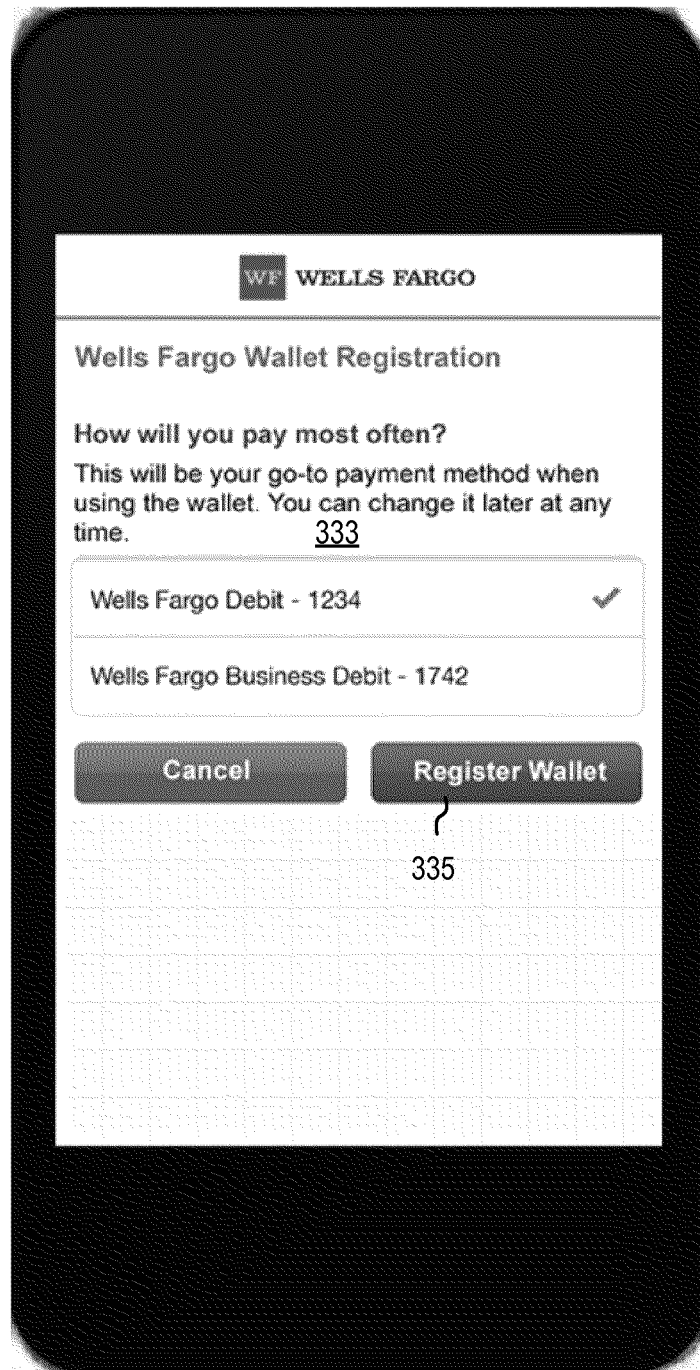 WF WELLS FARGO
Wells Fargo Wallet Registration
How will you pay most often?
This will be your go-to payment method when
using the wallet. You can change it later at any
time.
333
Wells Fargo Debit - 1234
Wells Fargo Business Debit - 1742
Cancel
Register Wallet
335